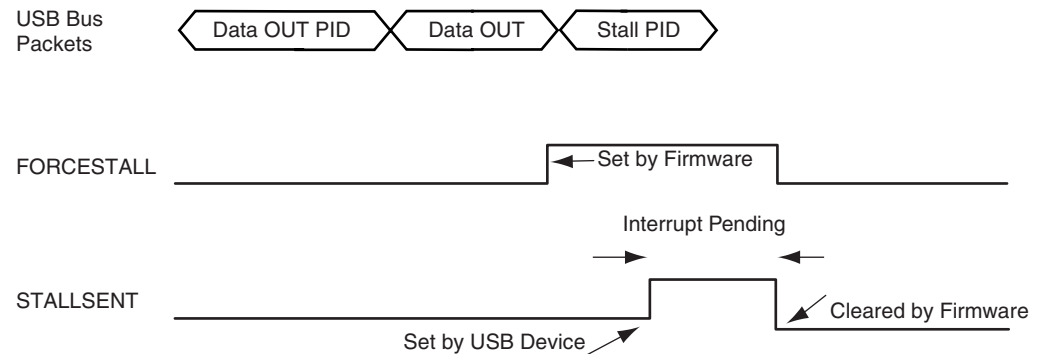 USB Bus
Packets
Data OUT PID
Data OUT
Stall PID
FORCESTALL
Set by Firmware
Interrupt Pending
STALLSENT
Cleared by Firmware
Set by USB Device